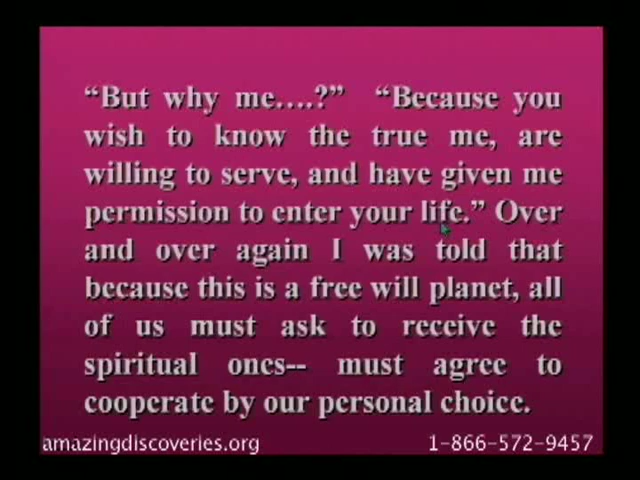 “But why me....?” “Because you
wish to know the true me, are
willing to serve, and have given me
permission to enter your life.” Over
and over again I was told that
because this is a free will planet, all
of us must ask to receive the
spiritual ones-- must agree to
cooperate by our personal choice.
amazingdiscoveries.org 1-866-572-9457